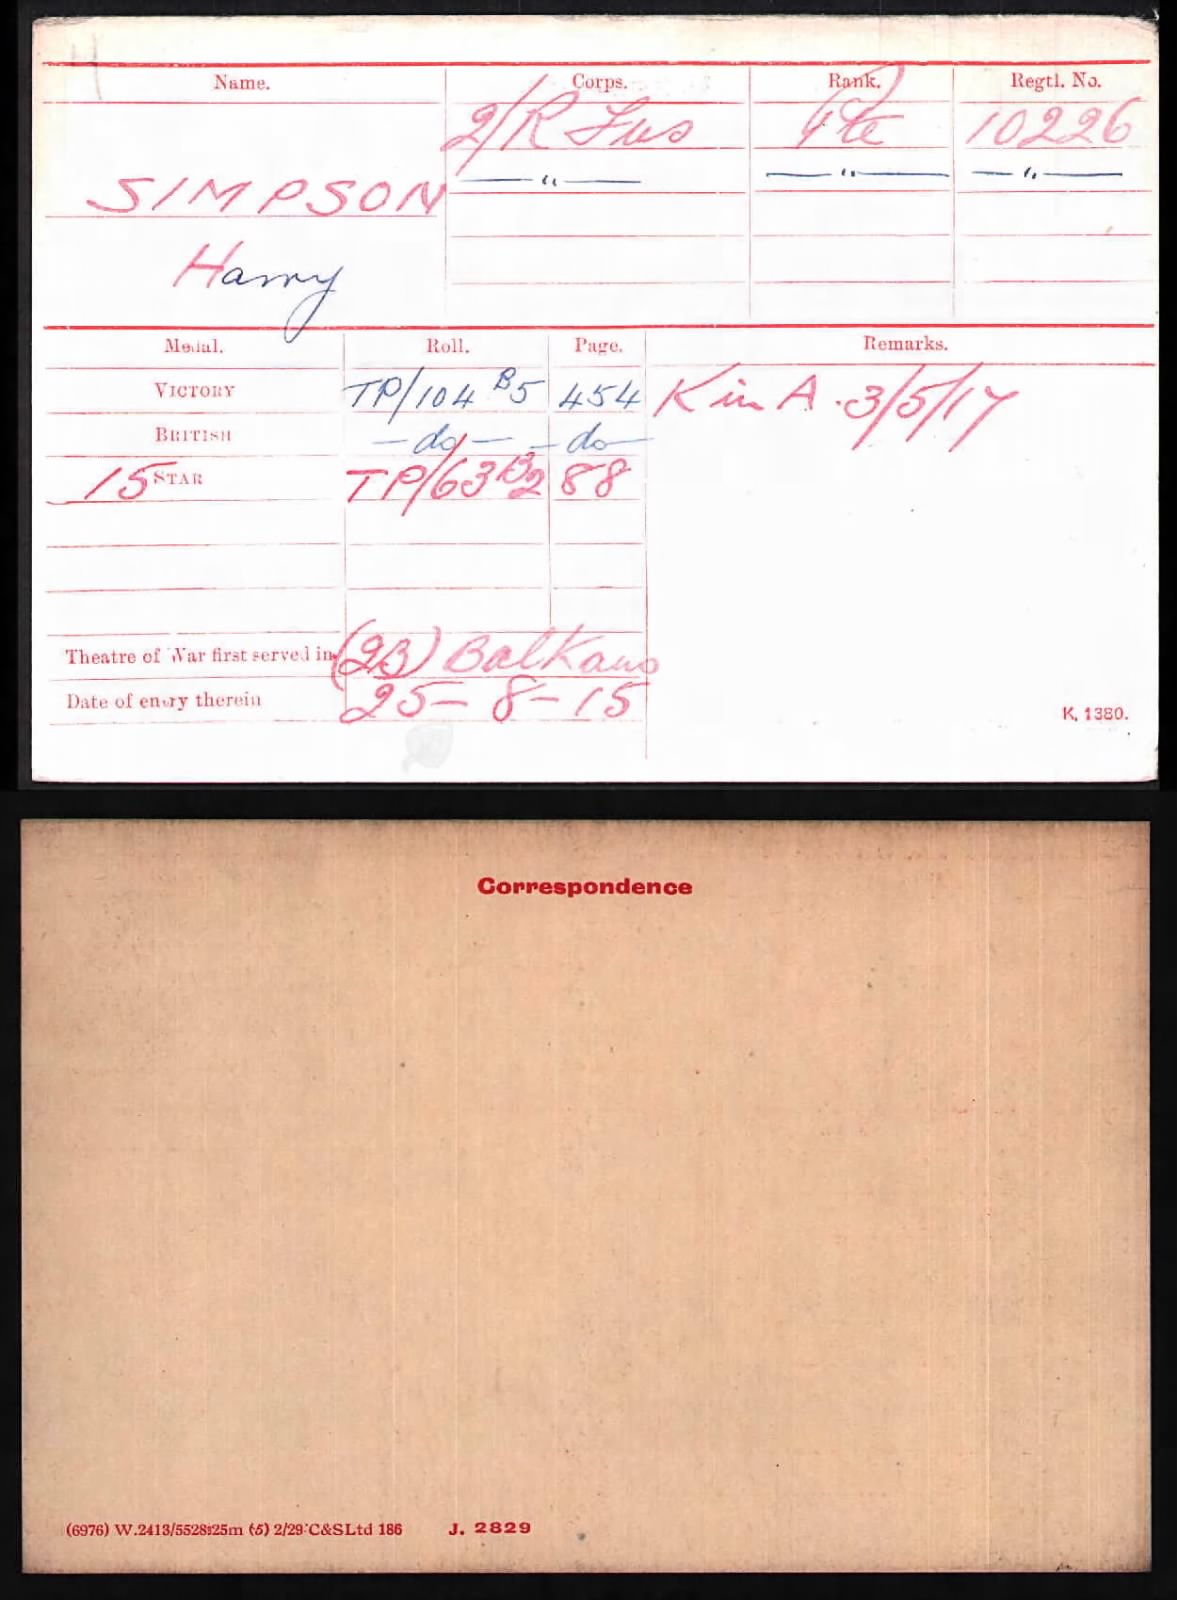 Name. Corps. Rank. Regtl. No.
2/R Fus Pte 10226
SIMPSON — " — — " — — " —
Harry
Medal. Roll. Page. Remarks.
VICTORY TP/104 B5 454 K in A. 3/5/17
BRITISH — do — — do —
15 STAR TP/63 B2 88
Theatre of War first served in (2B) Balkans
Date of entry therein 25 – 8 – 15
K. 1380.
Correspondence
(6976) W.2413/5528 25m (5) 2/29 C&SLtd 186 J. 2829